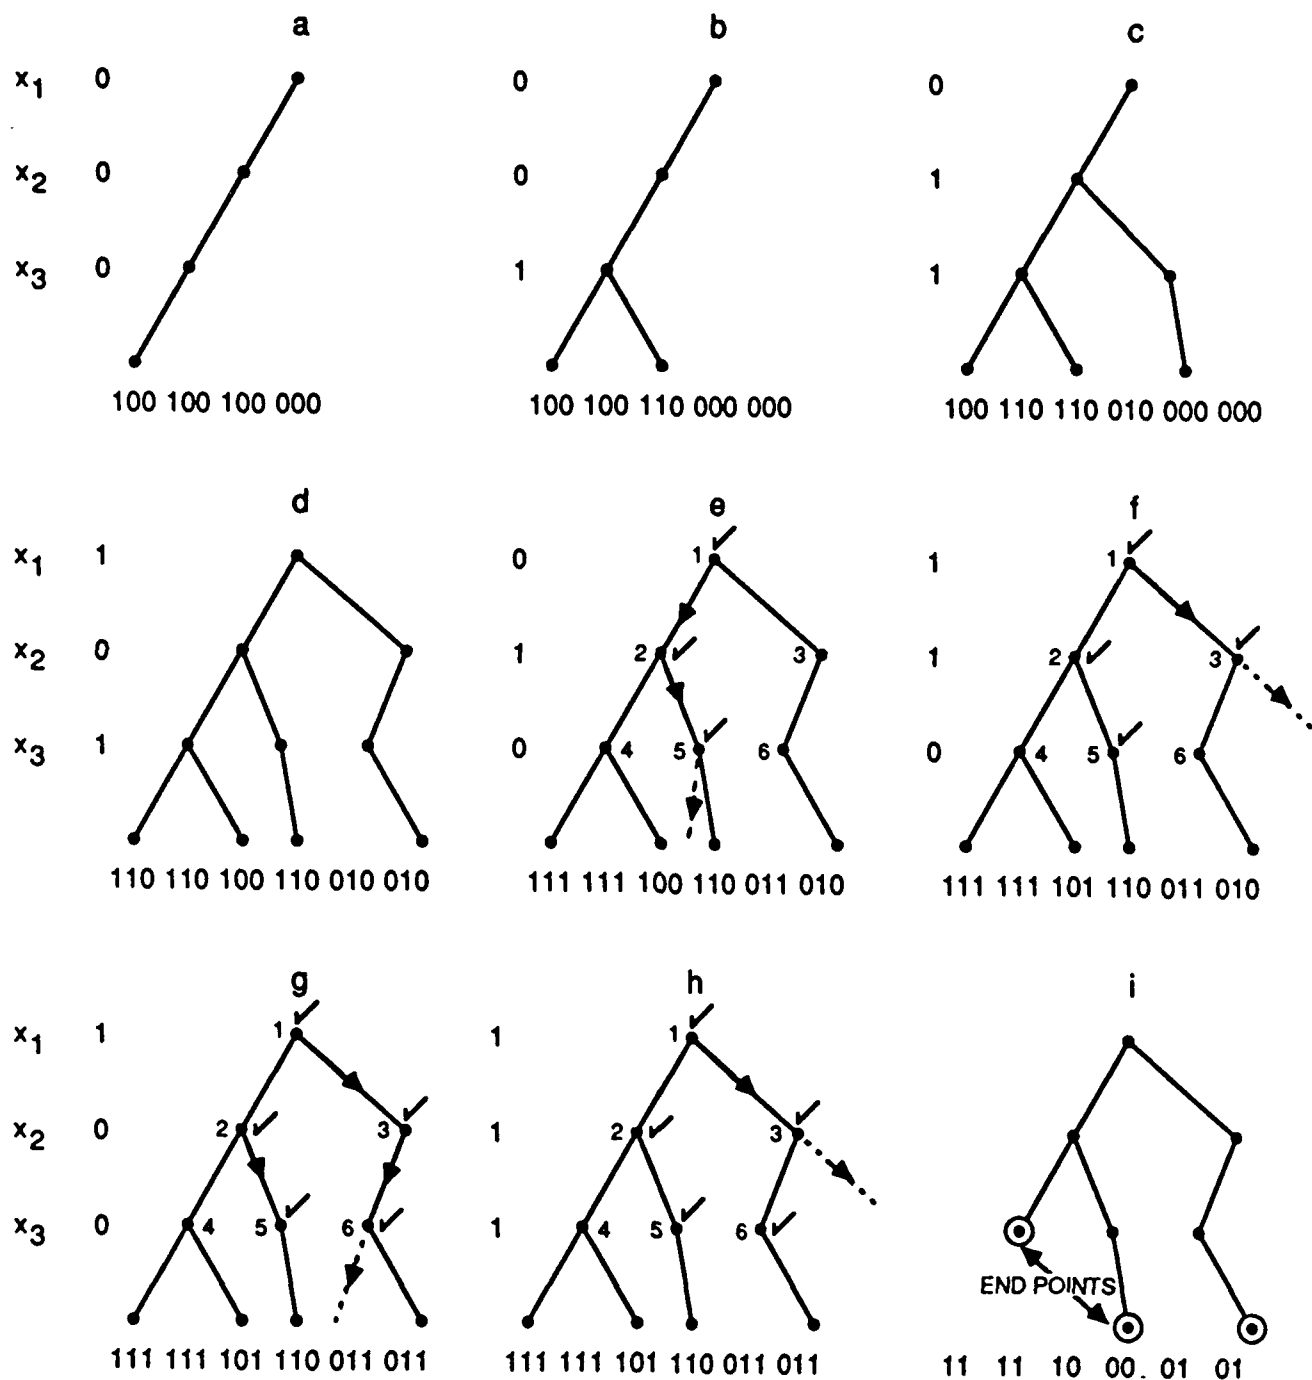 a b c
x1 0 0 0
x2 0 0 1
x3 0 1 1
100 100 100 000 100 100 110 000 000 100 110 110 010 000 000
d e f
x1 1 0 1 1 1
x2 0 1 2 3 1 2 3
x3 1 0 4 5 6 0 4 5 6
110 110 100 110 010 010 111 111 100 110 011 010 111 111 101 110 011 010
g h i
x1 1 1 1 1
x2 0 2 3 1 2 3
x3 0 4 5 6 1 4 5 6
END POINTS
111 111 101 110 011 011 111 111 101 110 011 011 11 11 10 00. 01 01